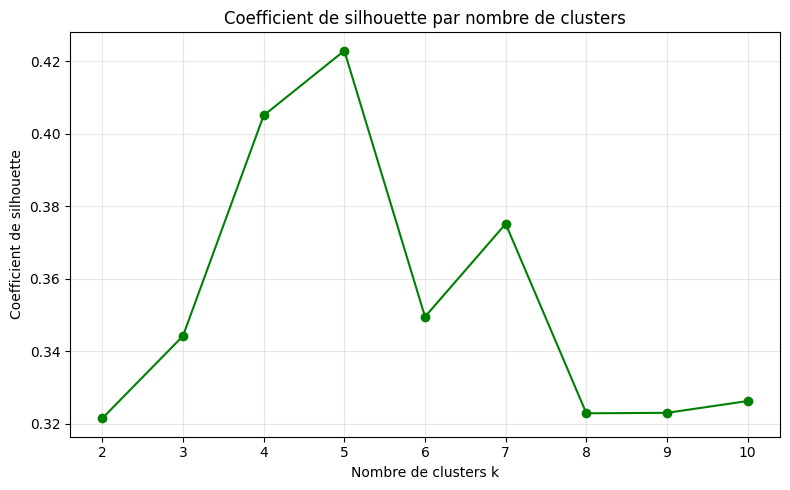 Coefficient de silhouette par nombre de clusters
Coefficient de silhouette
0.42
0.40
0.38
0.36
0.34
0.32
2 3 4 5 6 7 8 9 10
Nombre de clusters k